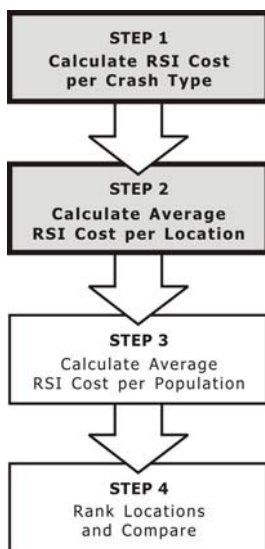 STEP 1
Calculate RSI Cost
per Crash Type
STEP 2
Calculate Average
RSI Cost per Location
STEP 3
Calculate Average
RSI Cost per Population
STEP 4
Rank Locations
and Compare